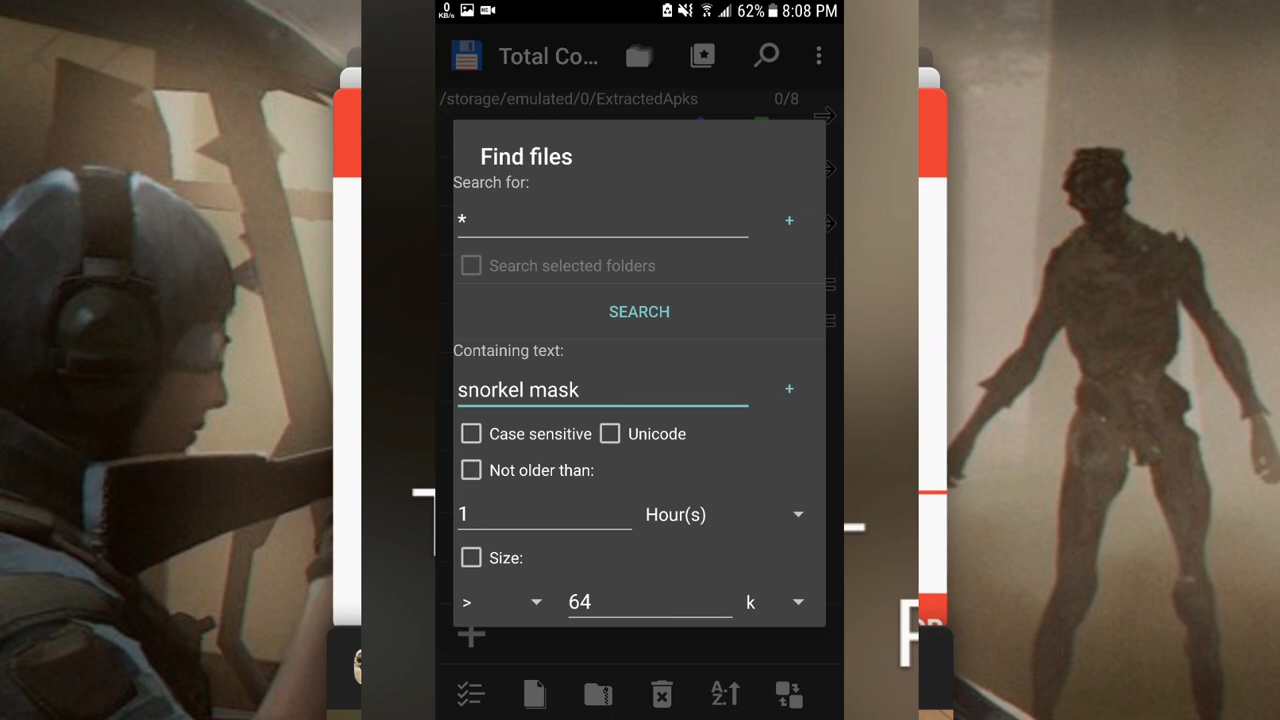 0
KB/s
REC
62% 8:08 PM
Total Co...
/storage/emulated/0/ExtractedApks 0/8
Find files
Search for:
* +
Search selected folders
SEARCH
Containing text:
snorkel mask +
Case sensitive Unicode
Not older than:
1 Hour(s)
Size:
> 64 k
A
Z